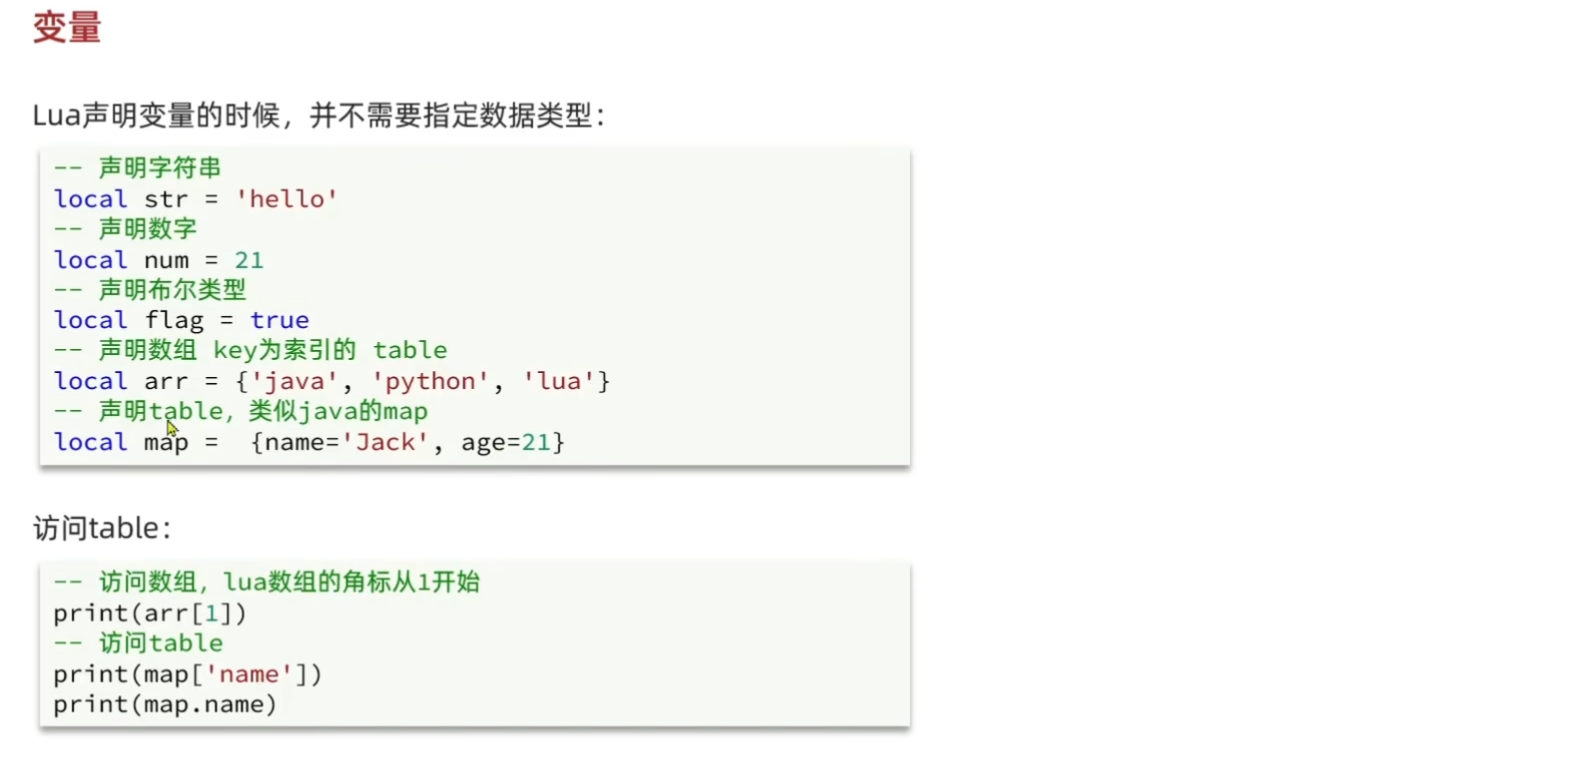 变量
Lua声明变量的时候，并不需要指定数据类型：
-- 声明字符串
local str = 'hello'
-- 声明数字
local num = 21
-- 声明布尔类型
local flag = true
-- 声明数组 key为索引的 table
local arr = {'java', 'python', 'lua'}
-- 声明table，类似java的map
local map =  {name='Jack', age=21}
访问table：
-- 访问数组，lua数组的角标从1开始
print(arr[1])
-- 访问table
print(map['name'])
print(map.name)